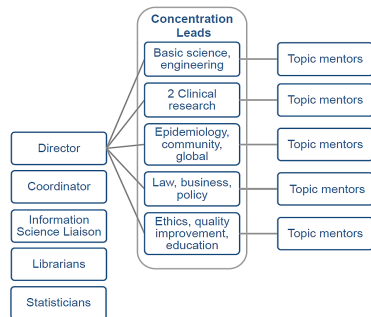 Concentration
Leads
Basic science,
engineering
Topic mentors
2 Clinical
research
Topic mentors
Epidemiology,
community,
global
Topic mentors
Law, business,
policy
Topic mentors
Ethics, quality
improvement,
education
Topic mentors
Director
Coordinator
Information
Science Liaison
Librarians
Statisticians